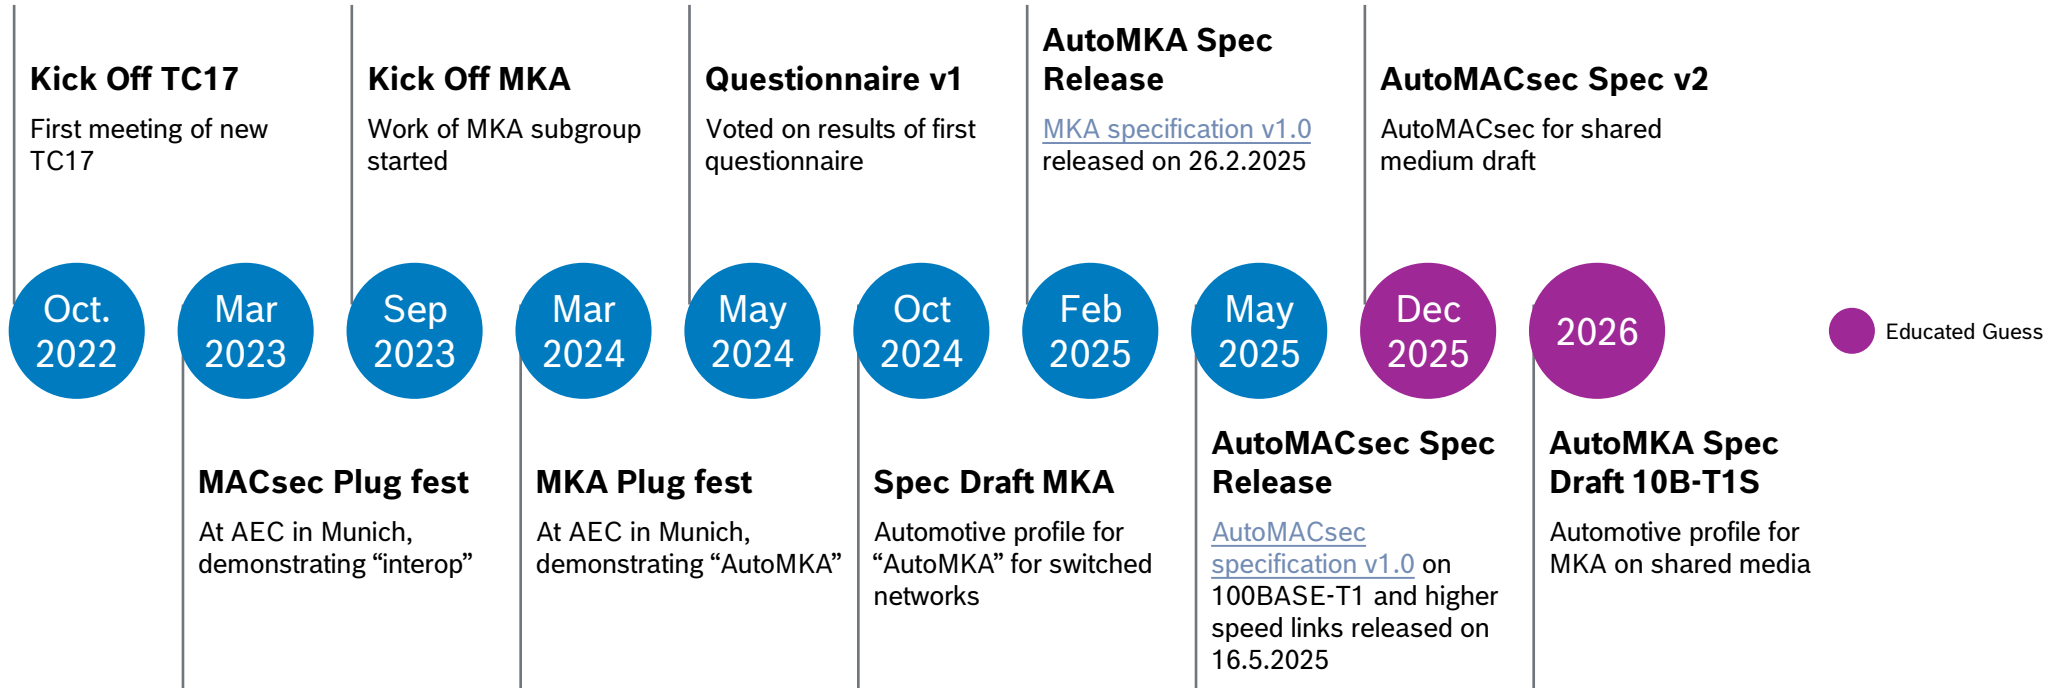 Kick Off TC17
First meeting of new
TC17
Kick Off MKA
Work of MKA subgroup
started
Questionnaire v1
Voted on results of first
questionnaire
AutoMKA Spec
Release
MKA specification v1.0
released on 26.2.2025
AutoMACsec Spec v2
AutoMACsec for shared
medium draft
Oct.
2022
Mar
2023
Sep
2023
Mar
2024
May
2024
Oct
2024
Feb
2025
May
2025
Dec
2025
2026
Educated Guess
MACsec Plug fest
At AEC in Munich,
demonstrating “interop”
MKA Plug fest
At AEC in Munich,
demonstrating “AutoMKA”
Spec Draft MKA
Automotive profile for
“AutoMKA” for switched
networks
AutoMACsec Spec
Release
AutoMACsec
specification v1.0 on
100BASE-T1 and higher
speed links released on
16.5.2025
AutoMKA Spec
Draft 10B-T1S
Automotive profile for
MKA on shared media